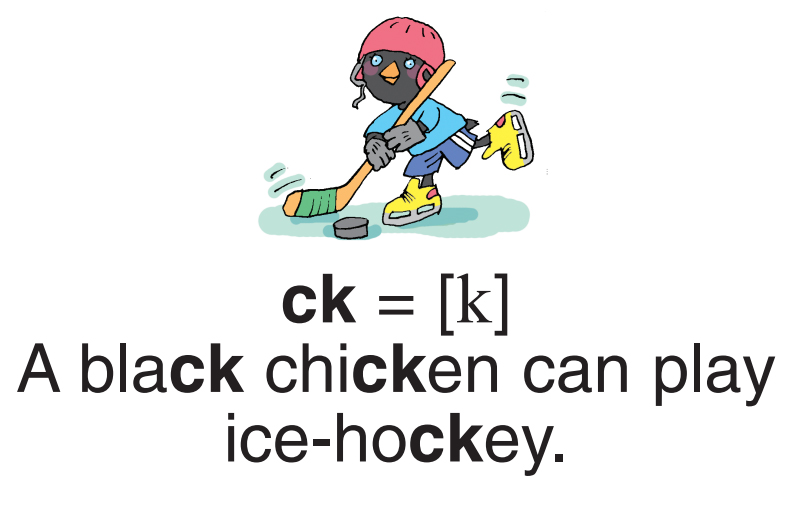 ck = [k]
A black chicken can play
ice-hockey.